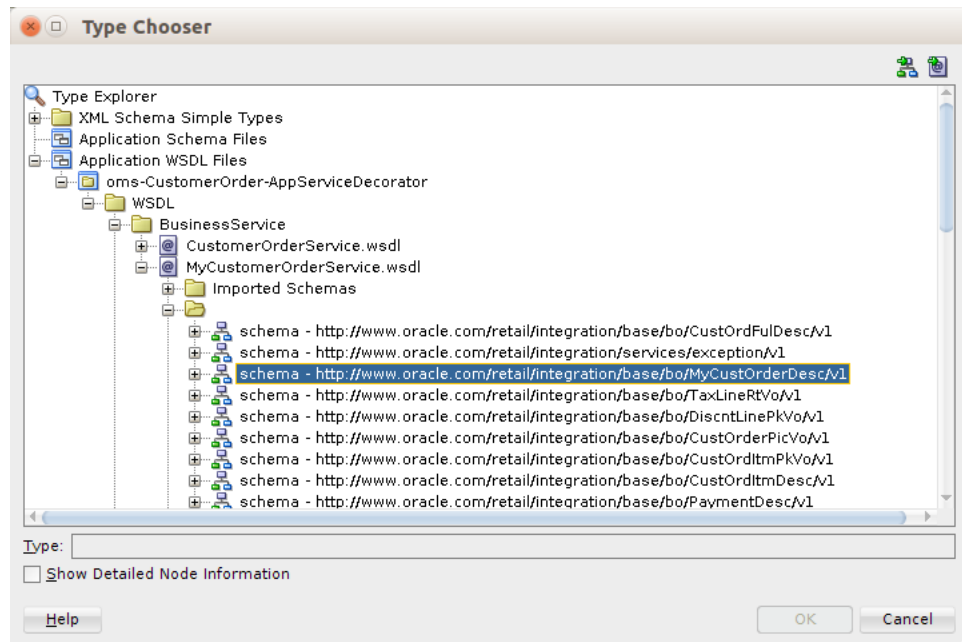 Type Chooser
Type Explorer
XML Schema Simple Types
Application Schema Files
Application WSDL Files
oms-CustomerOrder-AppServiceDecorator
WSDL
BusinessService
CustomerOrderService.wsdl
MyCustomerOrderService.wsdl
Imported Schemas
schema - http://www.oracle.com/retail/integration/base/bo/CustOrdFulDesc/v1
schema - http://www.oracle.com/retail/integration/services/exception/v1
schema - http://www.oracle.com/retail/integration/base/bo/MyCustOrderDesc/v1
schema - http://www.oracle.com/retail/integration/base/bo/TaxLineRtVo/v1
schema - http://www.oracle.com/retail/integration/base/bo/DiscntLinePkVo/v1
schema - http://www.oracle.com/retail/integration/base/bo/CustOrderPicVo/v1
schema - http://www.oracle.com/retail/integration/base/bo/CustOrdItmPkVo/v1
schema - http://www.oracle.com/retail/integration/base/bo/CustOrdItmDesc/v1
schema - http://www.oracle.com/retail/integration/base/bo/PaymentDesc/v1
Type:
Show Detailed Node Information
Help OK Cancel